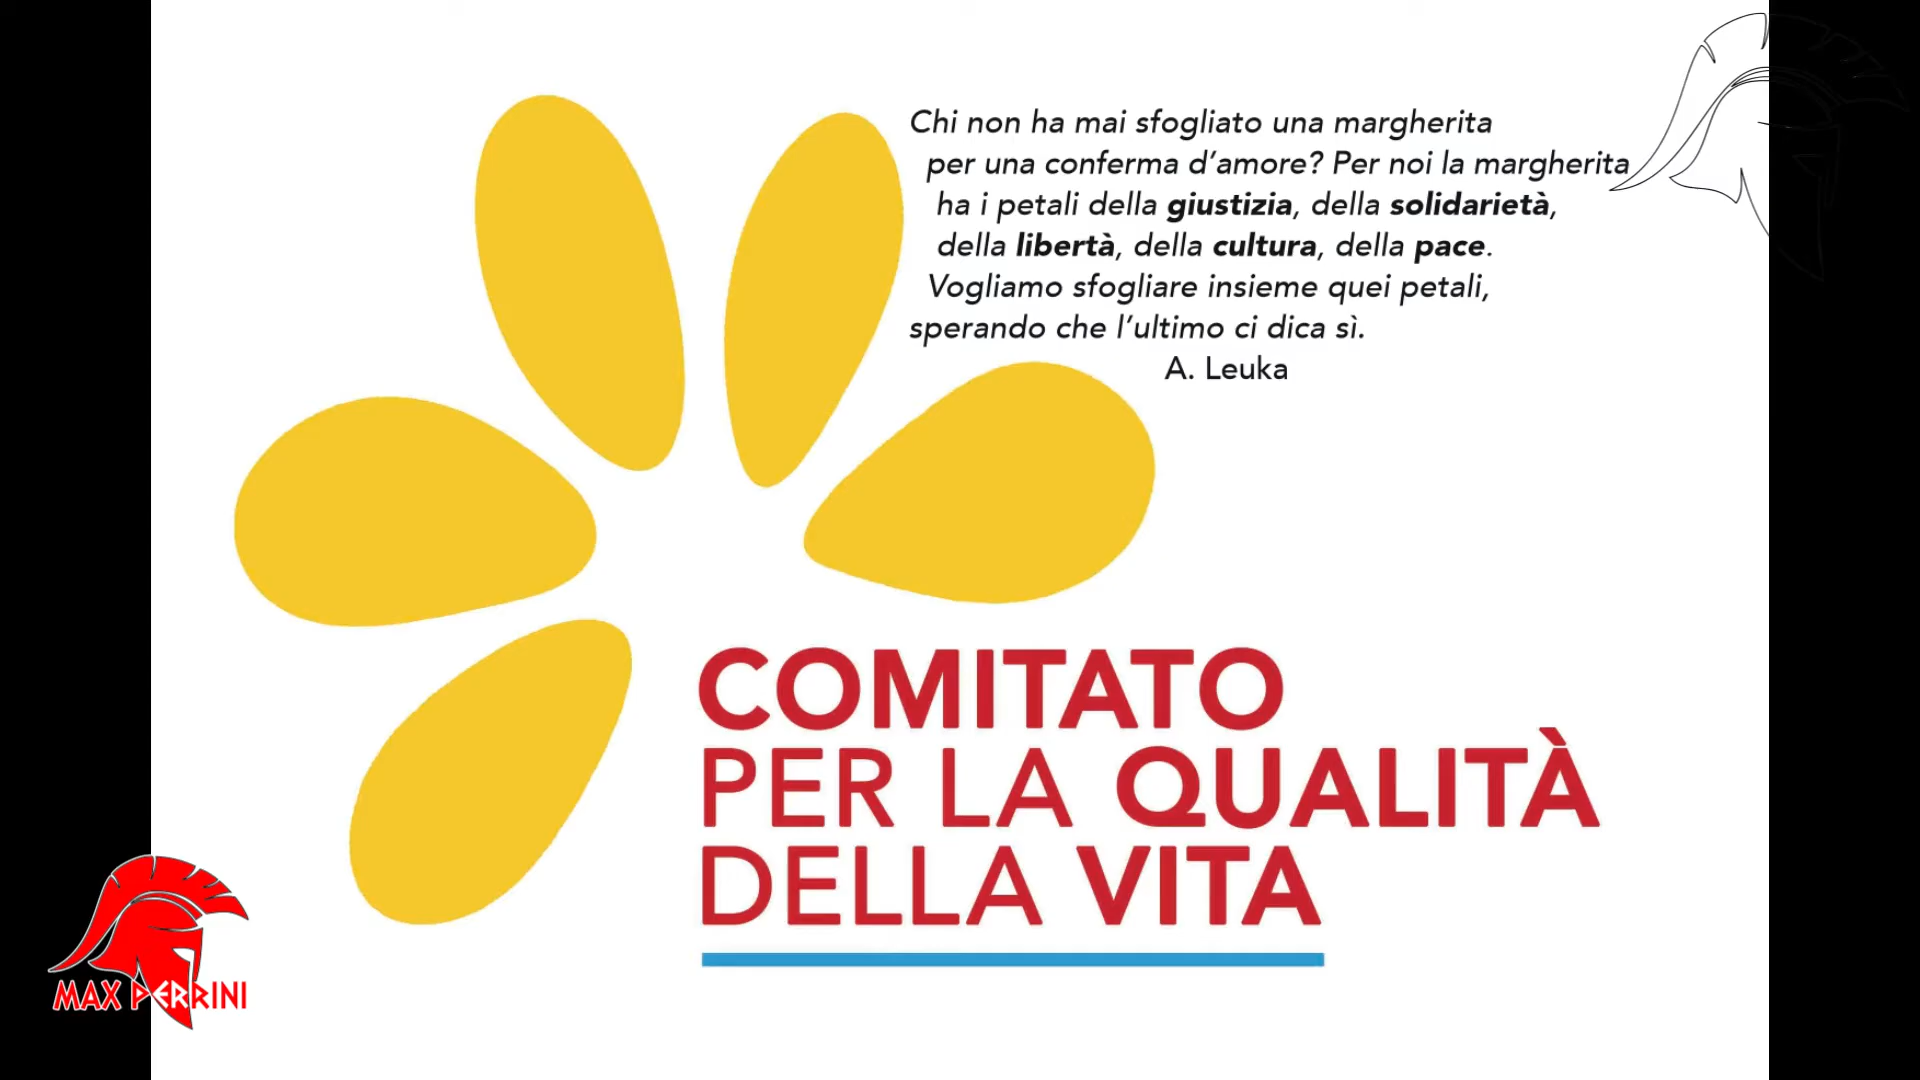 Chi non ha mai sfogliato una margherita
per una conferma d’amore? Per noi la margherita
ha i petali della giustizia, della solidarietà,
della libertà, della cultura, della pace.
Vogliamo sfogliare insieme quei petali,
sperando che l’ultimo ci dica sì.
A. Leuka
COMITATO
PER LA QUALITÀ
DELLA VITA
MAX PERRINI